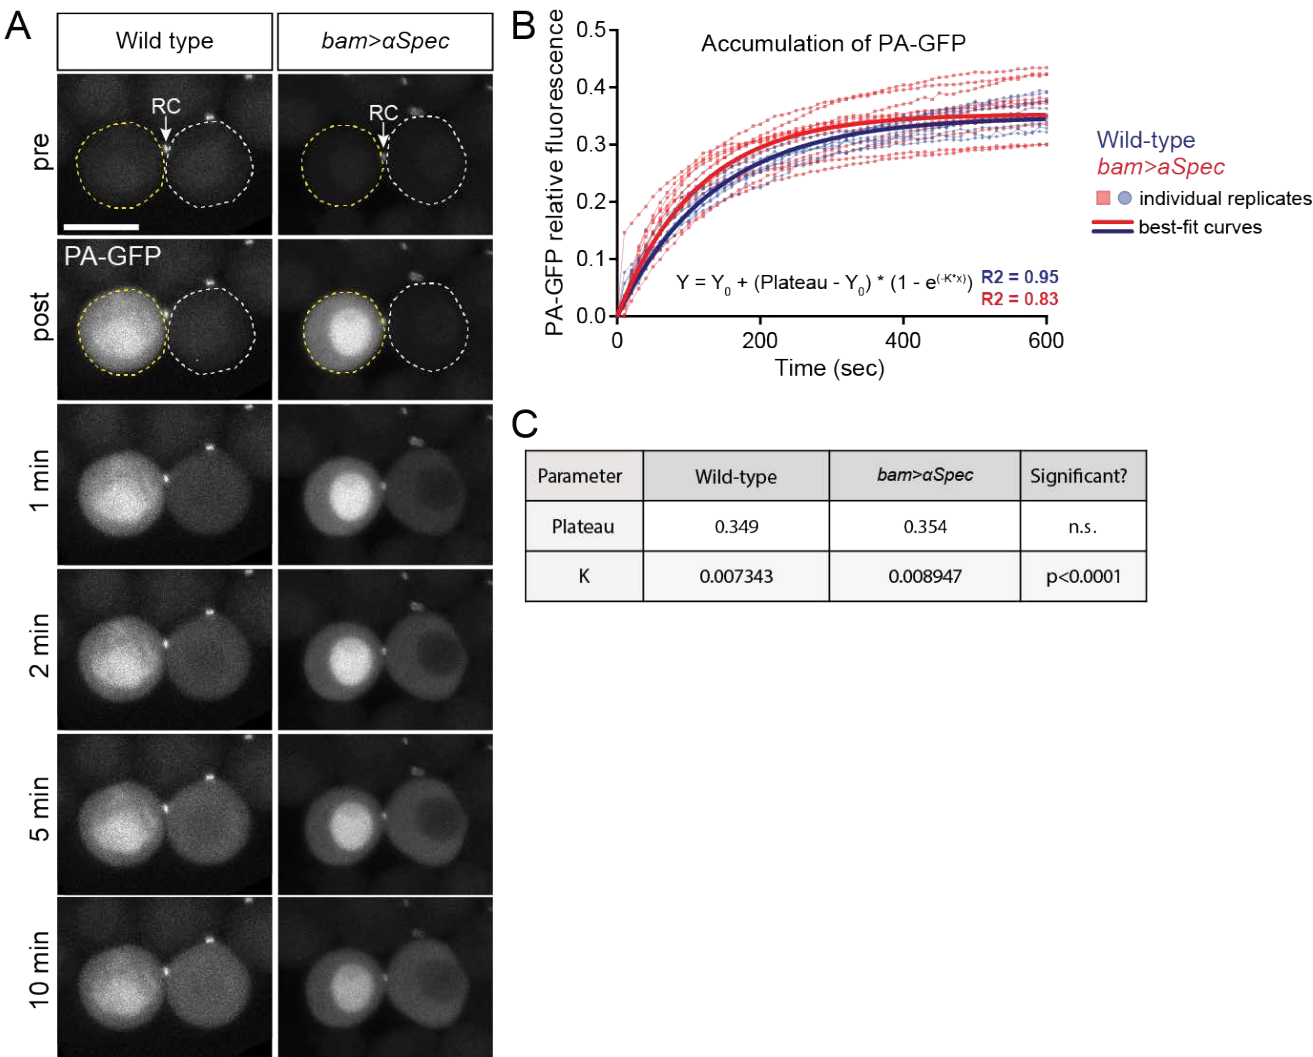 A
Wild type
bam>αSpec
pre
RC
RC
PA-GFP
post
1 min
2 min
5 min
10 min
B
Accumulation of PA-GFP
PA-GFP relative fluorescence
0.5
0.4
0.3
0.2
0.1
0.0
Y = Y0 + (Plateau - Y0) * (1 - e(-K*x))
R2 = 0.95
R2 = 0.83
0 200 400 600
Time (sec)
Wild-type
bam>aSpec
individual replicates
best-fit curves
C
Parameter Wild-type bam>αSpec Significant?
Plateau 0.349 0.354 n.s.
K 0.007343 0.008947 p<0.0001